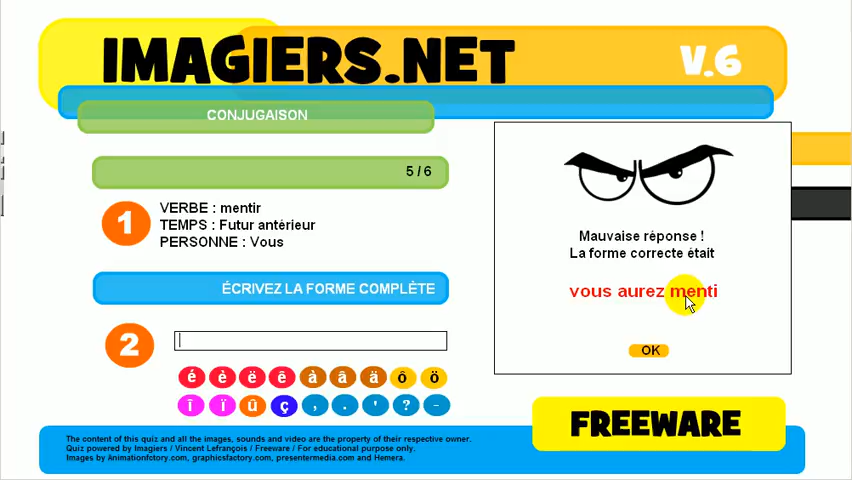 IMAGIERS.NET
V.6
CONJUGAISON
5 / 6
1
VERBE : mentir
TEMPS : Futur antérieur
PERSONNE : Vous
ÉCRIVEZ LA FORME COMPLÈTE
2
é è ë ê à â ä ô ö
î ï û ç , . ' ? -
Mauvaise réponse !
La forme correcte était
vous aurez menti
OK
FREEWARE
The content of this quiz and all the images, sounds and video are the property of their respective owner.
Quiz powered by Imagiers / Vincent Lefrançois / Freeware / For educational purpose only.
Images by Animationfctory.com, graphicsfactory.com, presentermedia.com and Hemera.